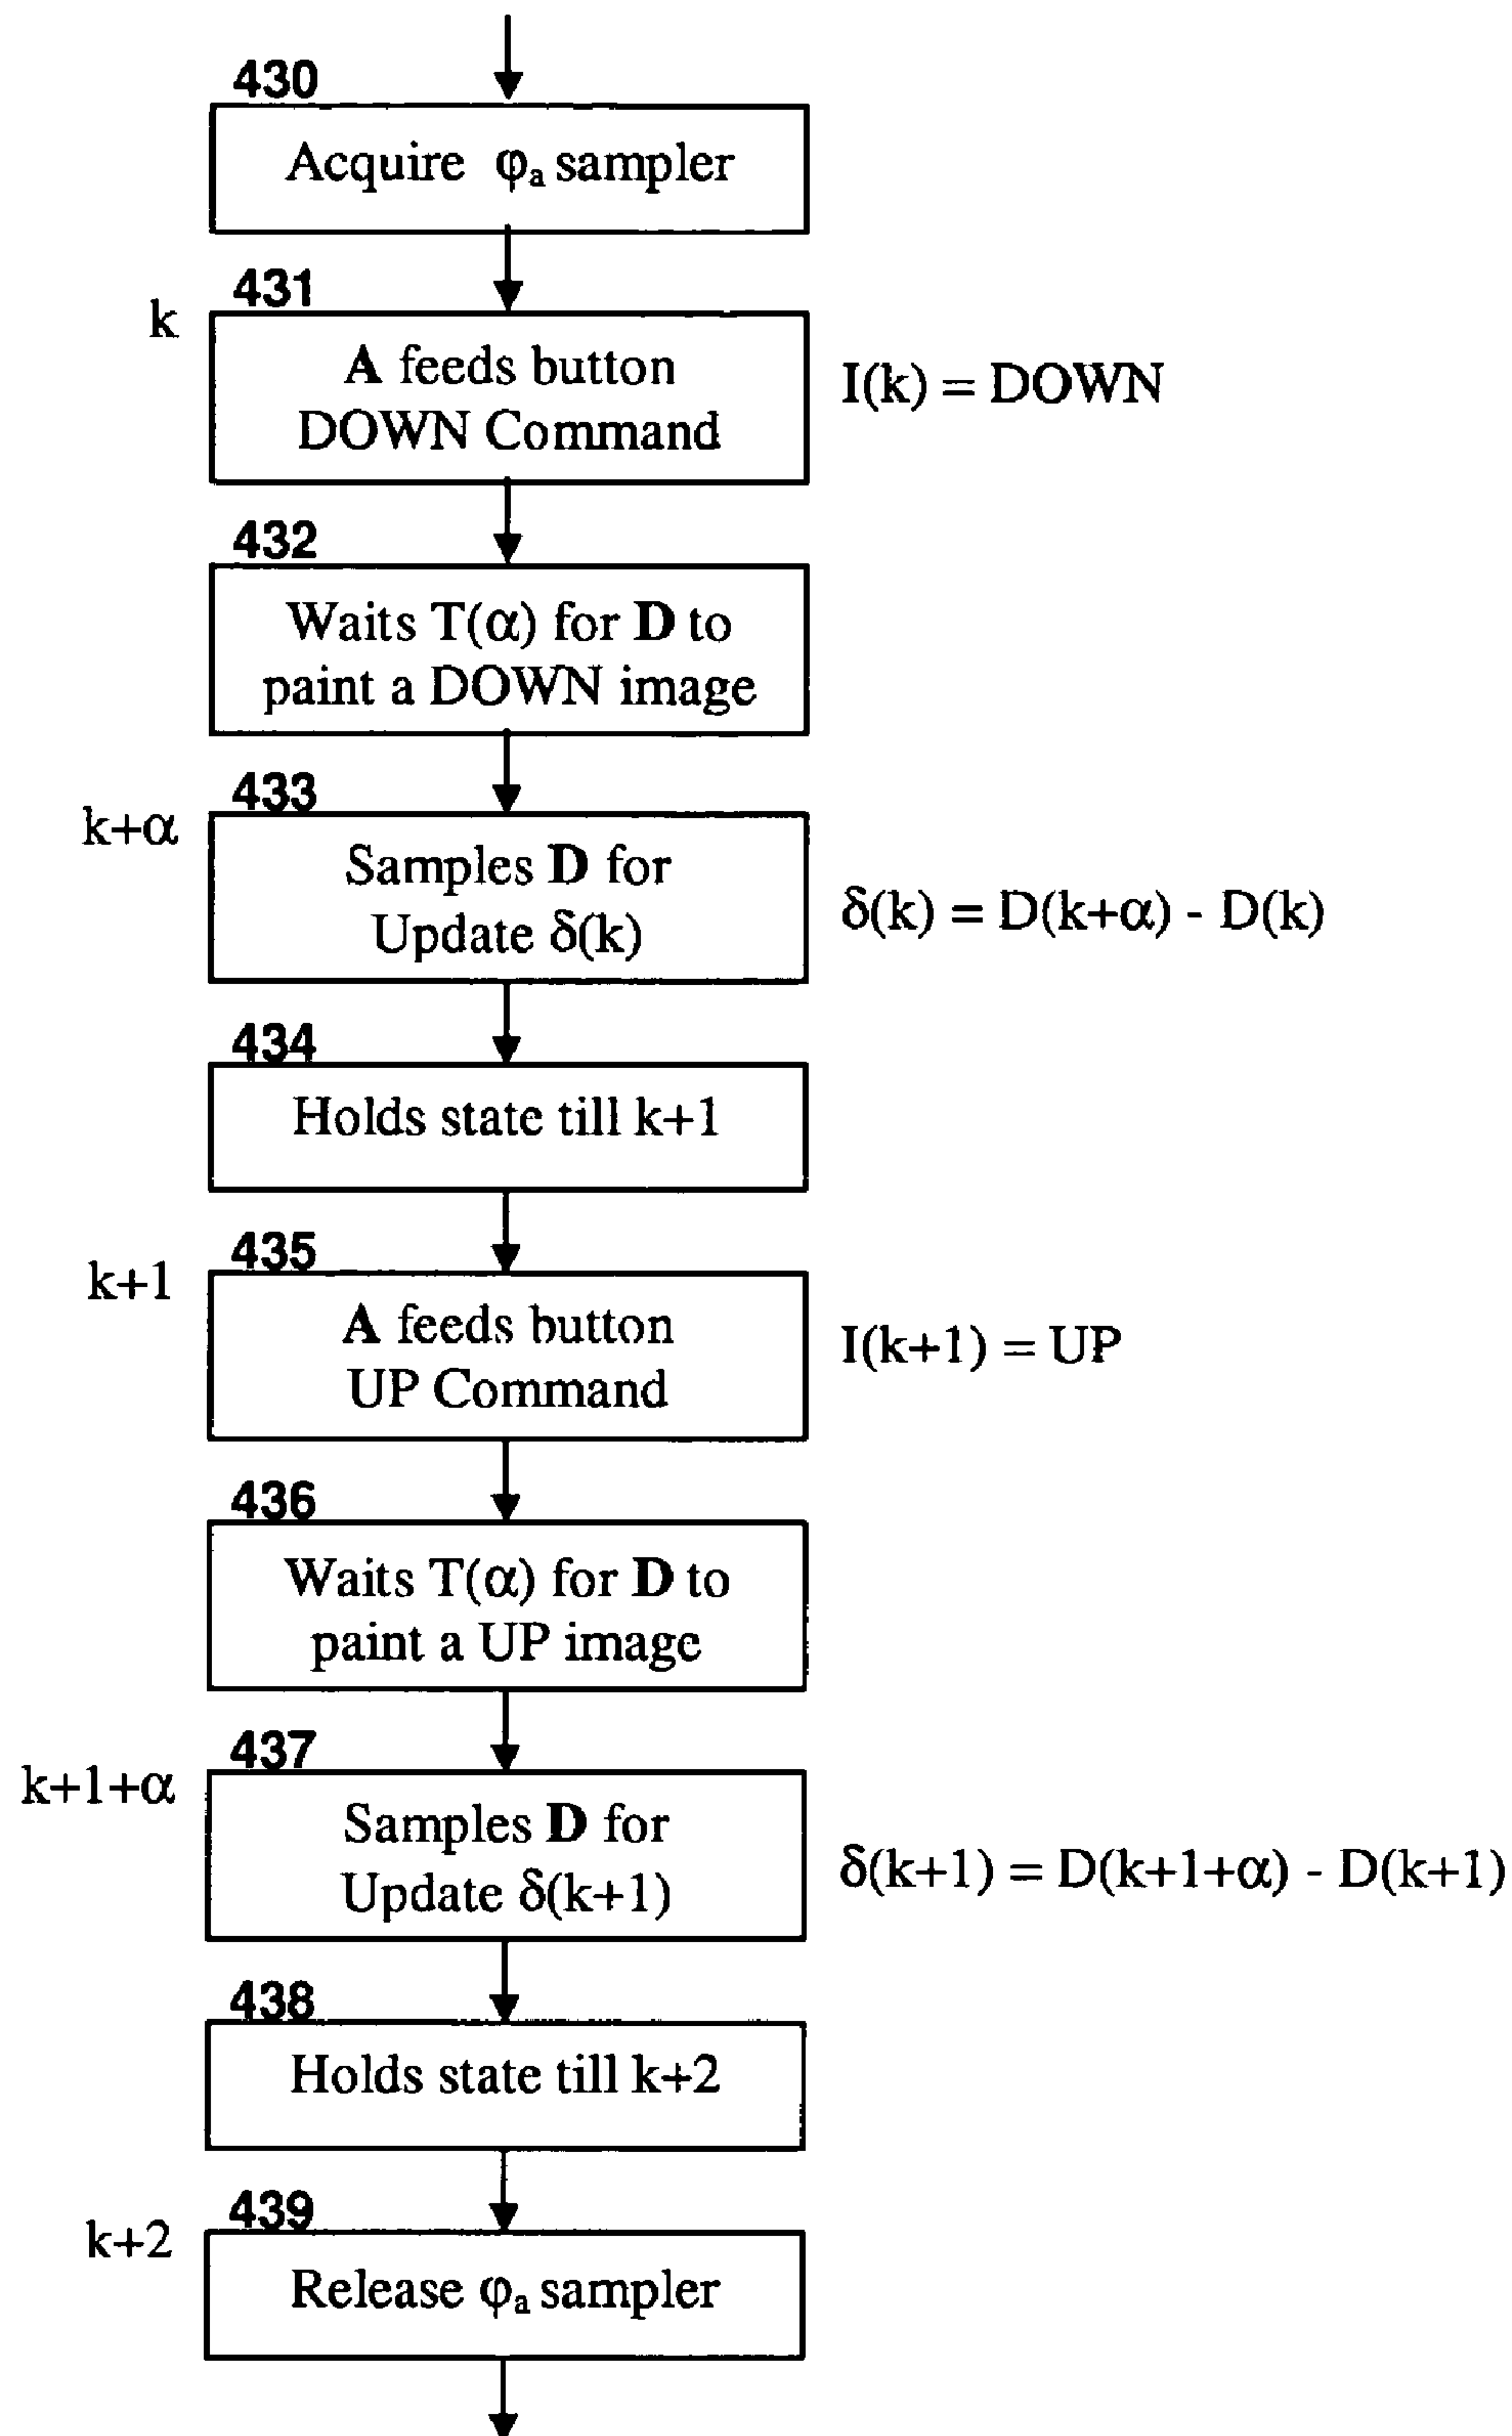 430
Acquire φa sampler
k
431
A feeds button
DOWN Command
I(k) = DOWN
432
Waits T(α) for D to
paint a DOWN image
k+α
433
Samples D for
Update δ(k)
δ(k) = D(k+α) - D(k)
434
Holds state till k+1
k+1
435
A feeds button
UP Command
I(k+1) = UP
436
Waits T(α) for D to
paint a UP image
k+1+α
437
Samples D for
Update δ(k+1)
δ(k+1) = D(k+1+α) - D(k+1)
438
Holds state till k+2
k+2
439
Release φa sampler